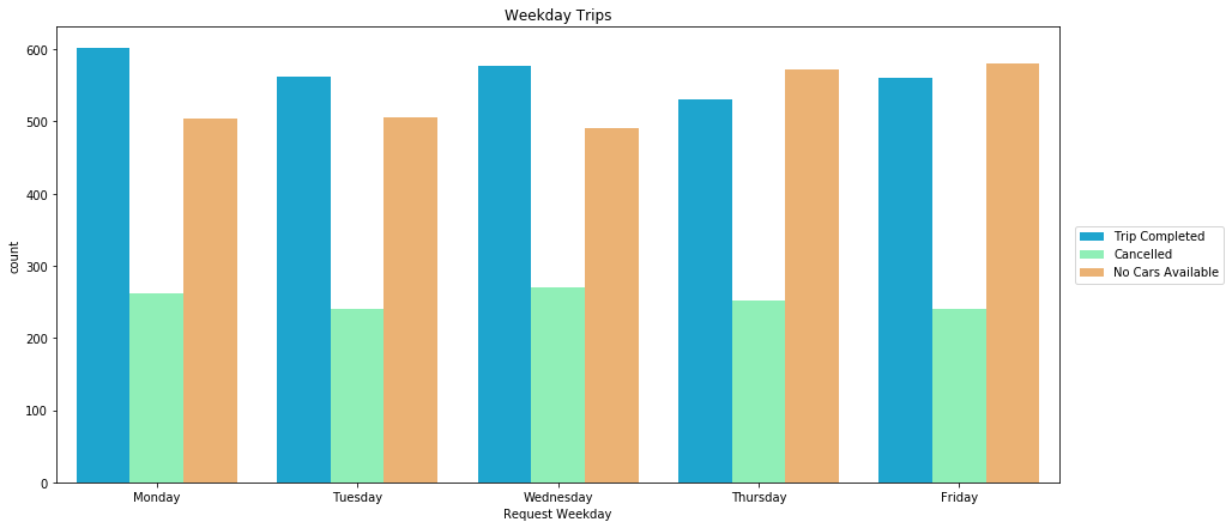 Weekday Trips
600
500
400
300
200
100
0
count
Monday Tuesday Wednesday Thursday Friday
Request Weekday
Trip Completed
Cancelled
No Cars Available